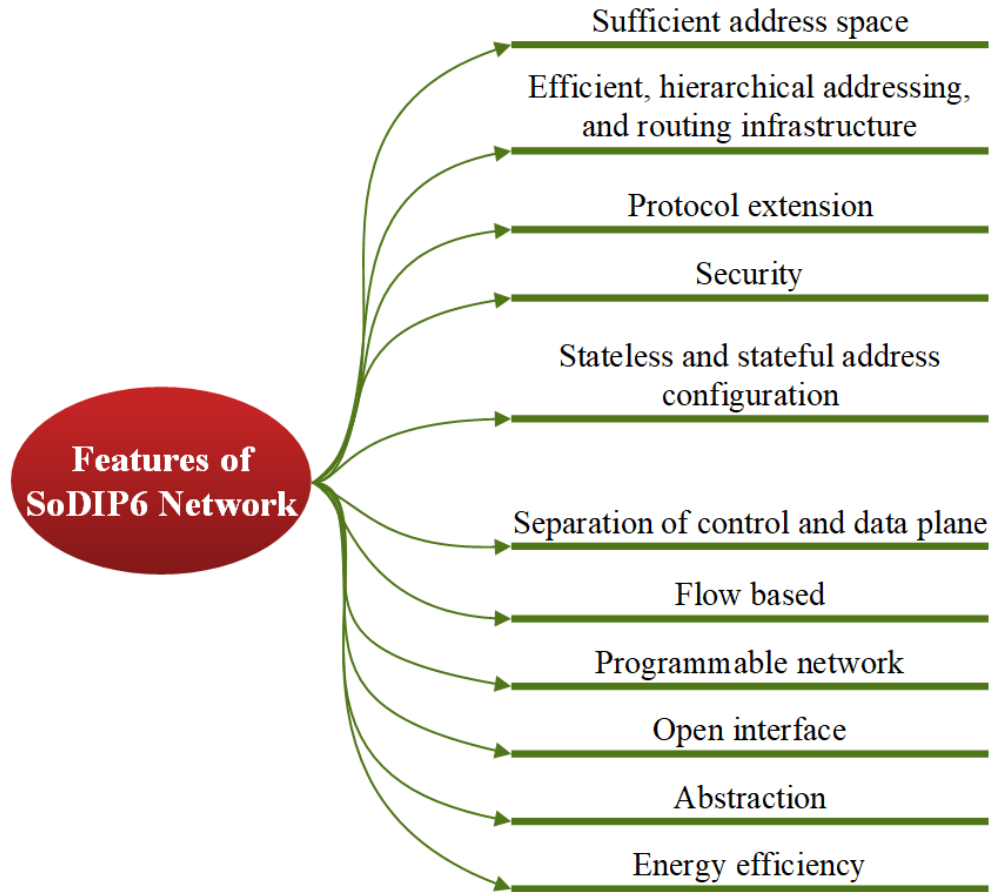 Sufficient address space
Efficient, hierarchical addressing,
and routing infrastructure
Protocol extension
Security
Stateless and stateful address
configuration
Features of
SoDIP6 Network
Separation of control and data plane
Flow based
Programmable network
Open interface
Abstraction
Energy efficiency